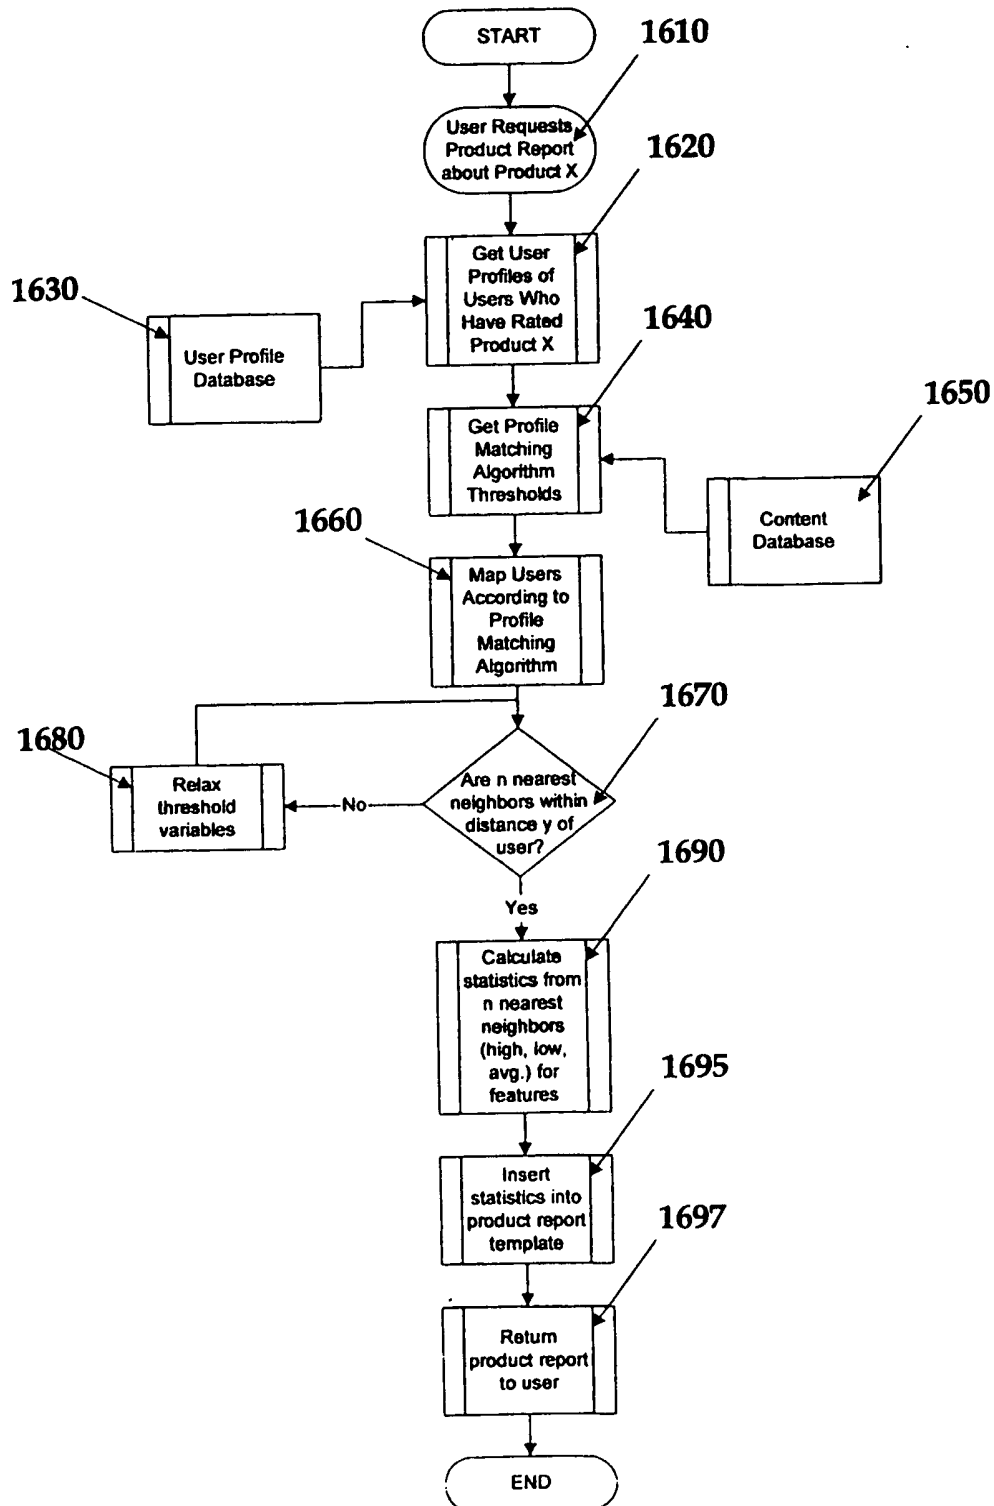 START
1610
User Requests
Product Report
about Product X
1620
Get User
Profiles of
Users Who
Have Rated
Product X
1630
User Profile
Database
1640
Get Profile
Matching
Algorithm
Thresholds
1650
Content
Database
1660
Map Users
According to
Profile
Matching
Algorithm
1670
Are n nearest
neighbors within
distance y of
user?
No
1680
Relax
threshold
variables
Yes
1690
Calculate
statistics from
n nearest
neighbors
(high, low,
avg.) for
features
1695
Insert
statistics into
product report
template
1697
Return
product report
to user
END